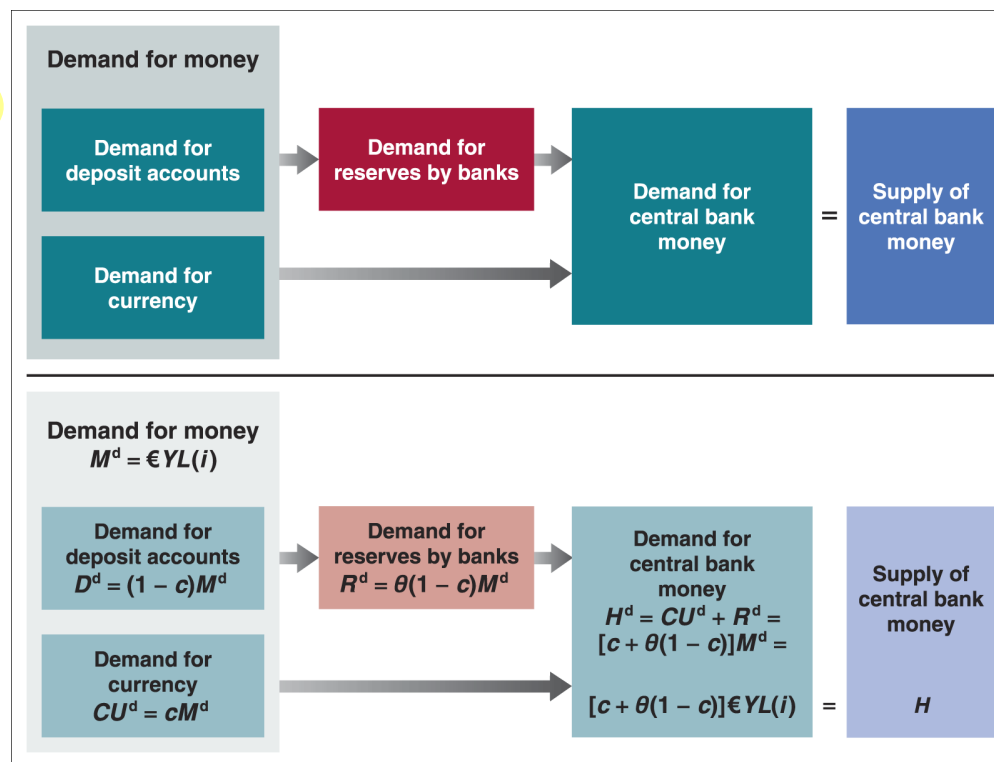 Demand for money
Demand for
deposit accounts
Demand for
reserves by banks
Demand for
currency
Demand for
central bank
money
=
Supply of
central bank
money
Demand for money
Mᵈ = €YL(i)
Demand for
deposit accounts
Dᵈ = (1 − c)Mᵈ
Demand for
reserves by banks
Rᵈ = θ(1 − c)Mᵈ
Demand for
currency
CUᵈ = cMᵈ
Demand for
central bank
money
Hᵈ = CUᵈ + Rᵈ =
[c + θ(1 − c)]Mᵈ =
[c + θ(1 − c)]€YL(i)
=
Supply of
central bank
money
H